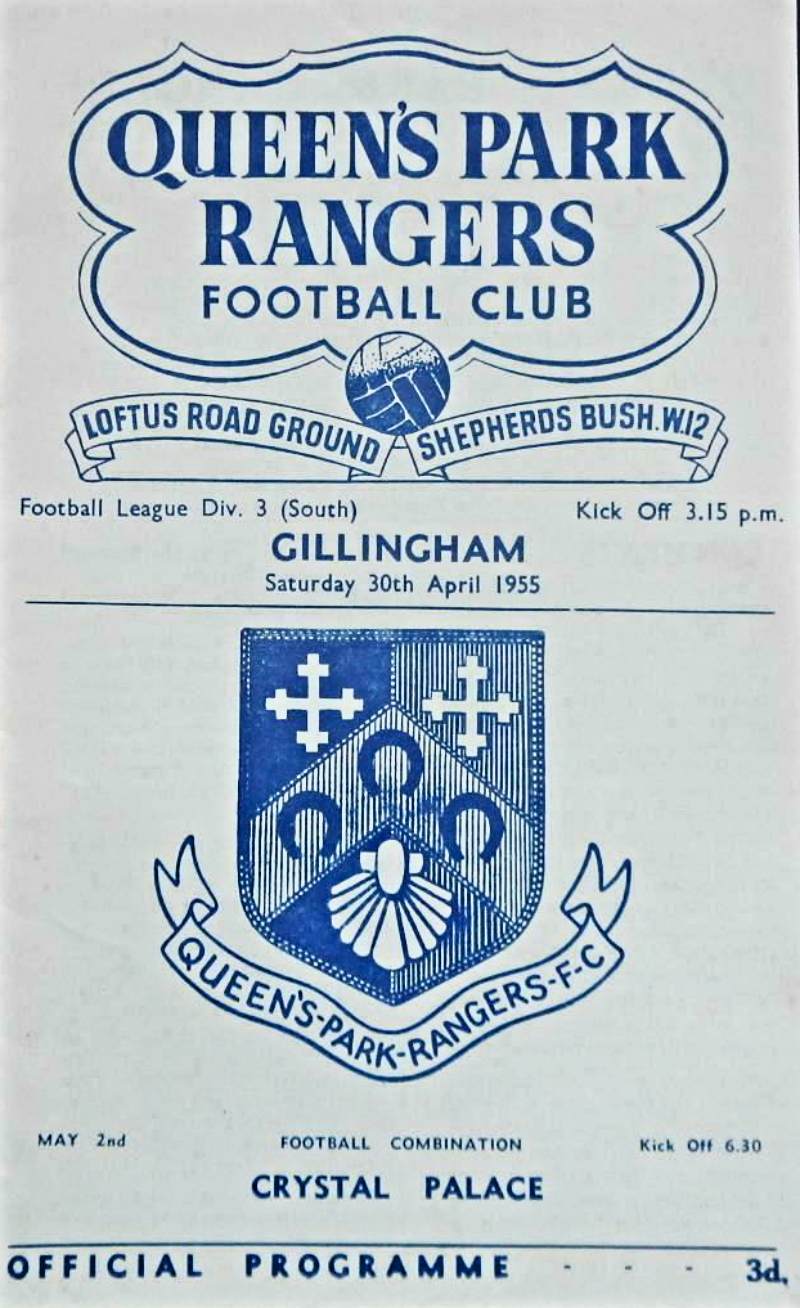 QUEEN'S PARK
RANGERS
FOOTBALL CLUB
LOFTUS ROAD GROUND SHEPHERDS BUSH.W.12
Football League Div. 3 (South) Kick Off 3.15 p.m.
GILLINGHAM
Saturday 30th April 1955
QUEEN'S-PARK-RANGERS-F-C
MAY 2nd FOOTBALL COMBINATION Kick Off 6.30
CRYSTAL PALACE
OFFICIAL PROGRAMME - - - 3d.